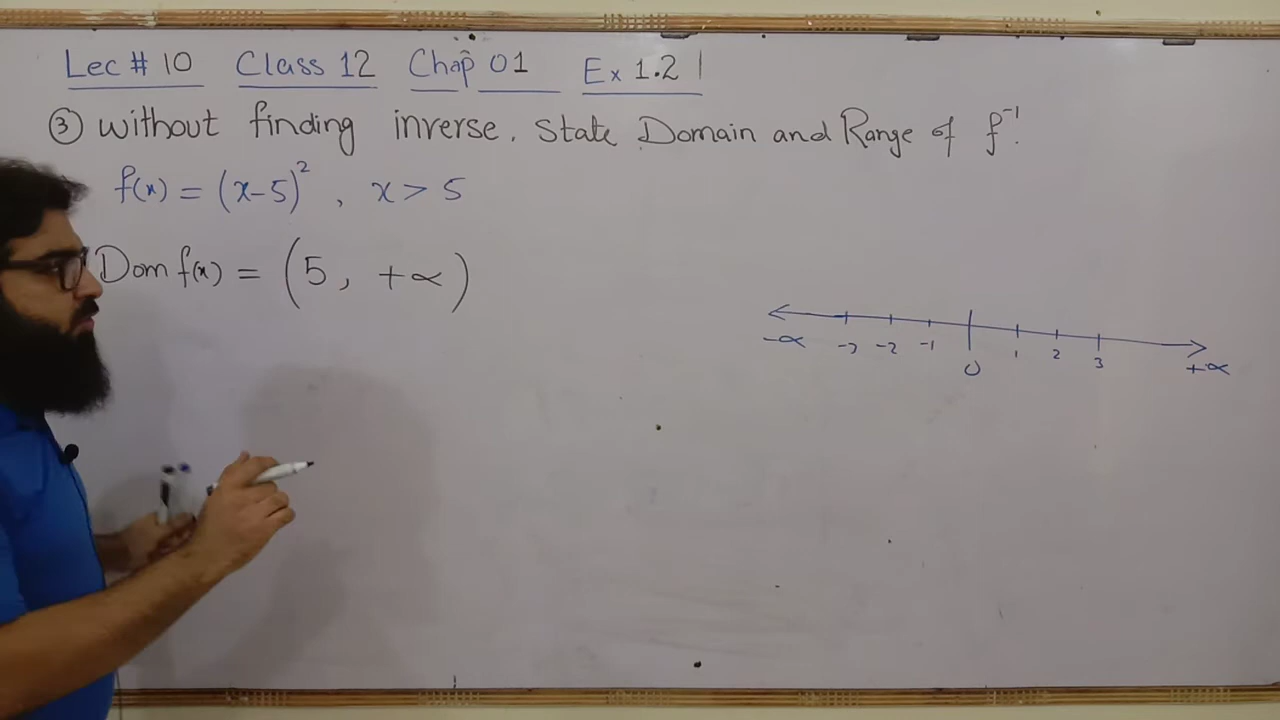 Lec # 10 Class 12 Chap 01 Ex 1.2
③ without finding inverse. State Domain and Range of f⁻¹.
f(x) = (x-5)², x > 5
Dom f(x) = (5, +∝)
-∝ -3 -2 -1 0 1 2 3 +∝